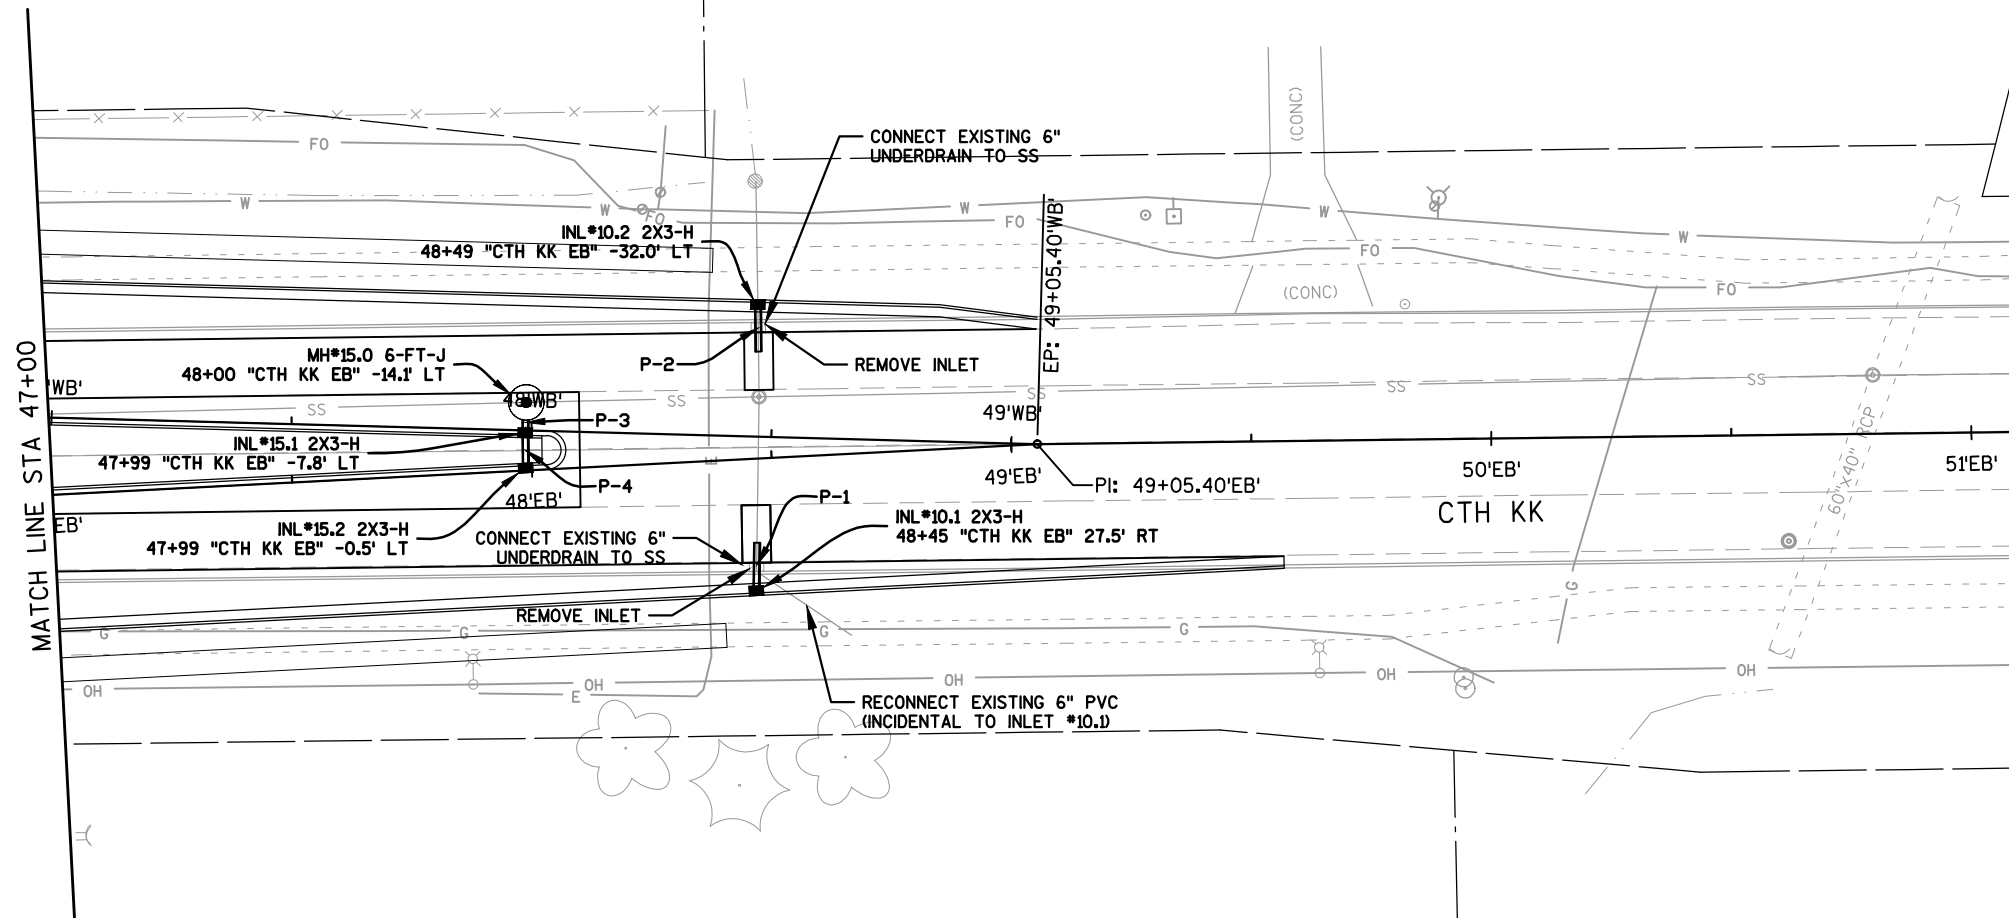 CONNECT EXISTING 6"
UNDERDRAIN TO SS
(CONC)
FO
W
W
FO
W
FO
W
W
FO
FO
INL#10.2 2X3-H
48+49 "CTH KK EB" -32.0' LT
EP: 49+05.40'WB'
(CONC)
MATCH LINE STA 47+00
MH#15.0 6-FT-J
48+00 "CTH KK EB" -14.1' LT
P-2
REMOVE INLET
'WB'
48'WB'
SS
SS
SS
SS
SS
49'WB'
P-3
INL#15.1 2X3-H
47+99 "CTH KK EB" -7.8' LT
E
49'EB'
PI: 49+05.40'EB'
50'EB'
51'EB'
60"x40" RCP
P-4
48'EB'
P-1
CTH KK
EB'
INL#15.2 2X3-H
47+99 "CTH KK EB" -0.5' LT
CONNECT EXISTING 6"
UNDERDRAIN TO SS
INL#10.1 2X3-H
48+45 "CTH KK EB" 27.5' RT
G
REMOVE INLET
G
G
G
G
OH
OH
E
OH
OH
OH
RECONNECT EXISTING 6" PVC
(INCIDENTAL TO INLET #10.1)